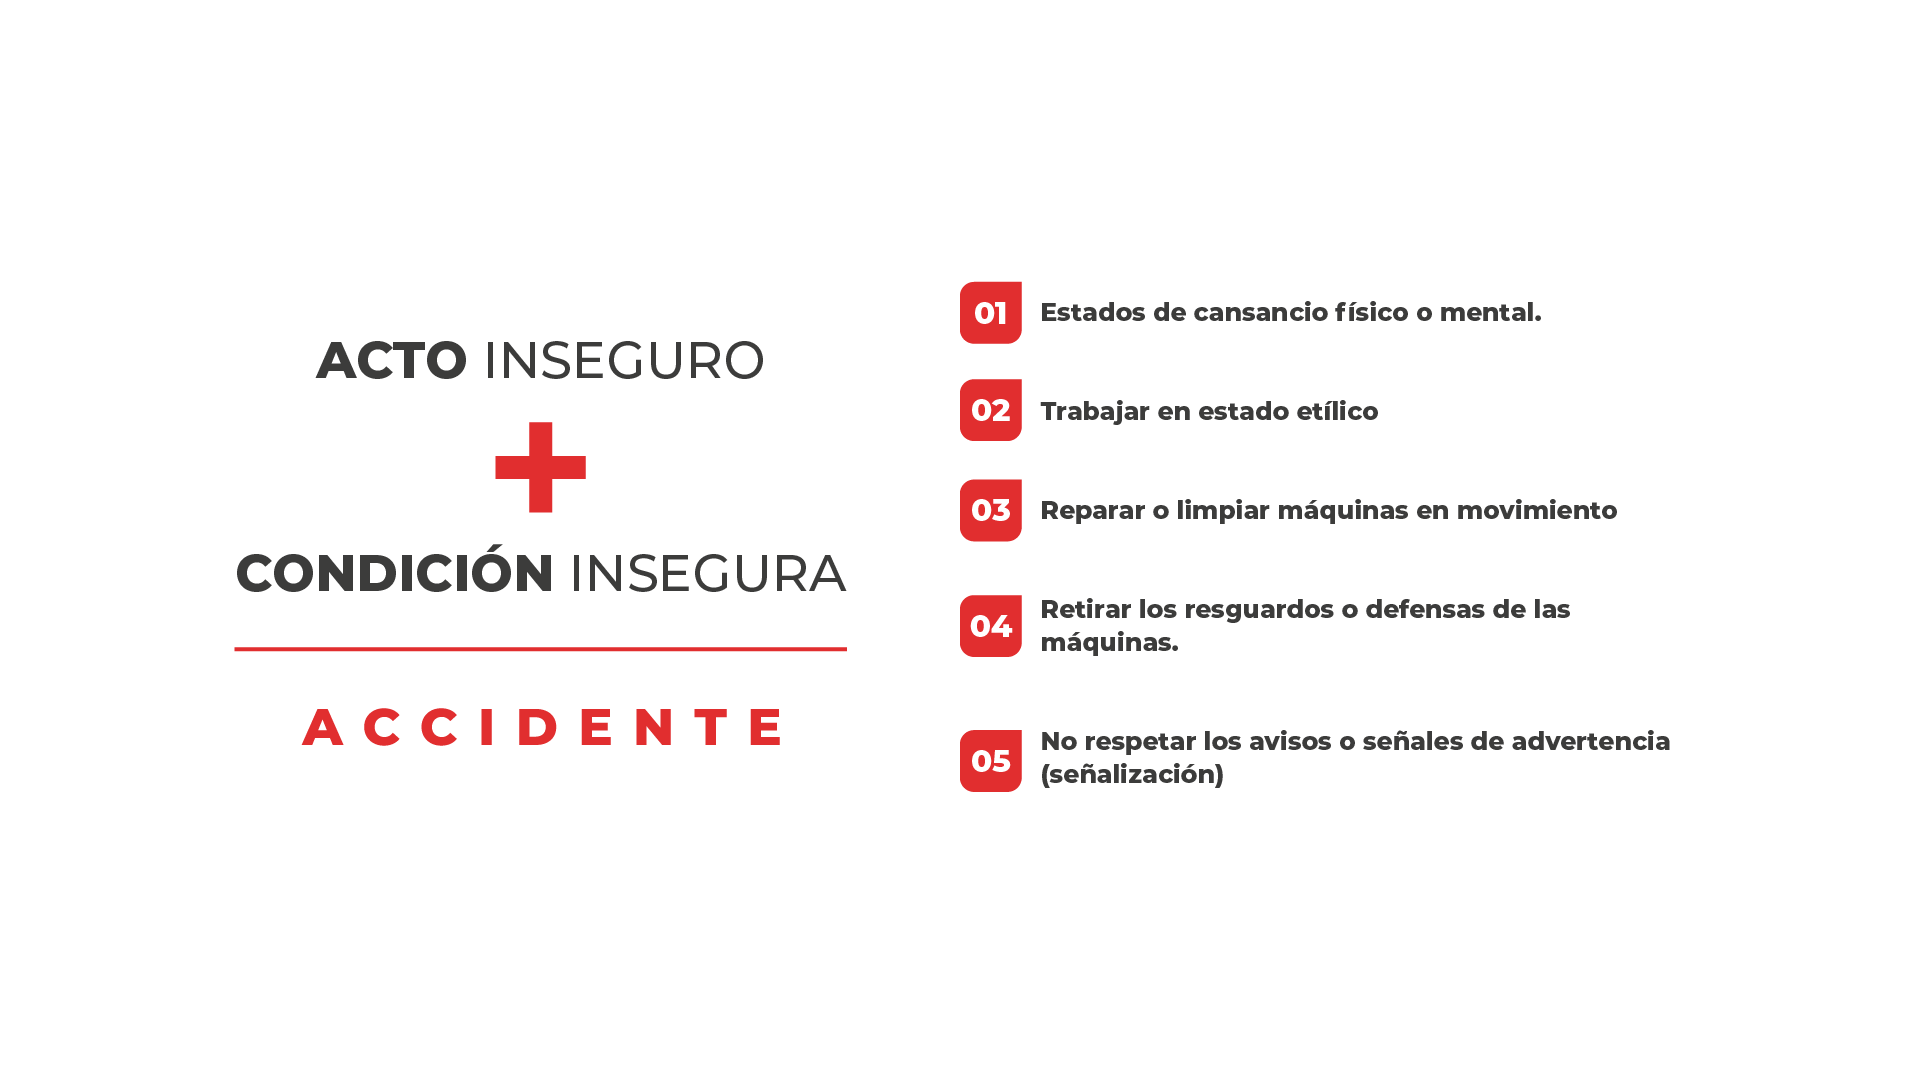 ACTO INSEGURO
+
CONDICIÓN INSEGURA
ACCIDENTE
01 Estados de cansancio físico o mental.
02 Trabajar en estado etílico
03 Reparar o limpiar máquinas en movimiento
04 Retirar los resguardos o defensas de las
máquinas.
05 No respetar los avisos o señales de advertencia
(señalización)